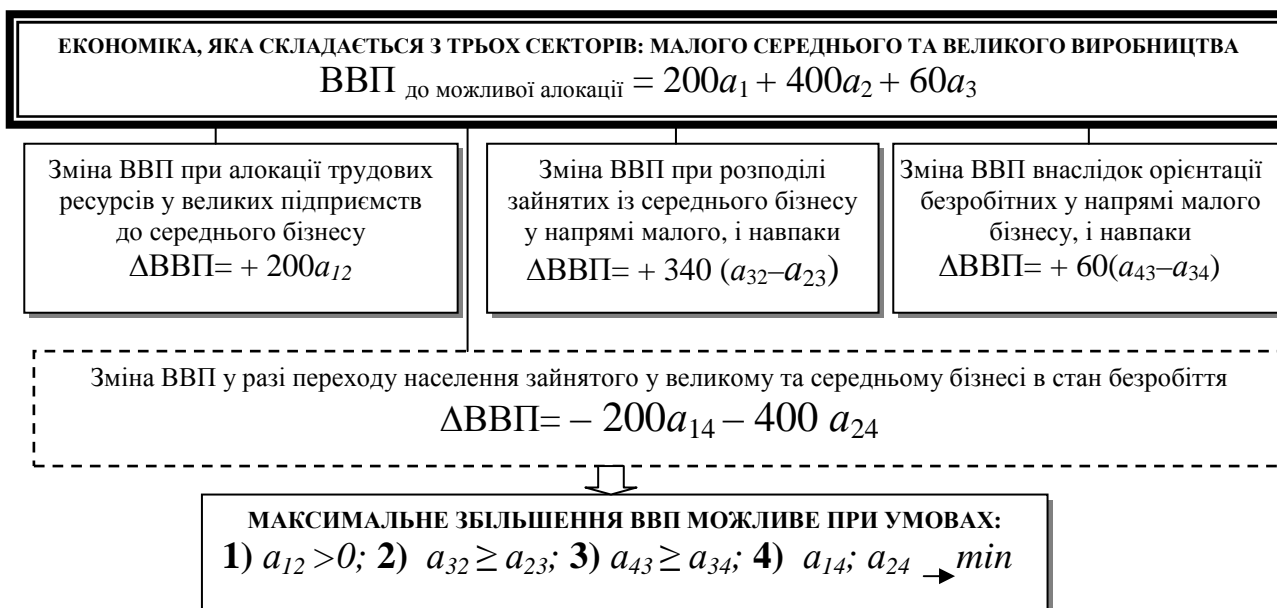 ЕКОНОМІКА, ЯКА СКЛАДАЄТЬСЯ З ТРЬОХ СЕКТОРІВ: МАЛОГО СЕРЕДНЬОГО ТА ВЕЛИКОГО ВИРОБНИЦТВА
ВВП до можливої алокації = 200a1 + 400a2 + 60a3
Зміна ВВП при алокації трудових
ресурсів у великих підприємств
до середнього бізнесу
ΔВВП= + 200a12
Зміна ВВП при розподілі
зайнятих із середнього бізнесу
у напрямі малого, і навпаки
ΔВВП= + 340 (a32–a23)
Зміна ВВП внаслідок орієнтації
безробітних у напрямі малого
бізнесу, і навпаки
ΔВВП= + 60(a43–a34)
Зміна ВВП у разі переходу населення зайнятого у великому та середньому бізнесі в стан безробіття
ΔВВП= – 200a14 – 400 a24
МАКСИМАЛЬНЕ ЗБІЛЬШЕННЯ ВВП МОЖЛИВЕ ПРИ УМОВАХ:
1) a12 >0; 2) a32 ≥ a23; 3) a43 ≥ a34; 4) a14; a24 → min